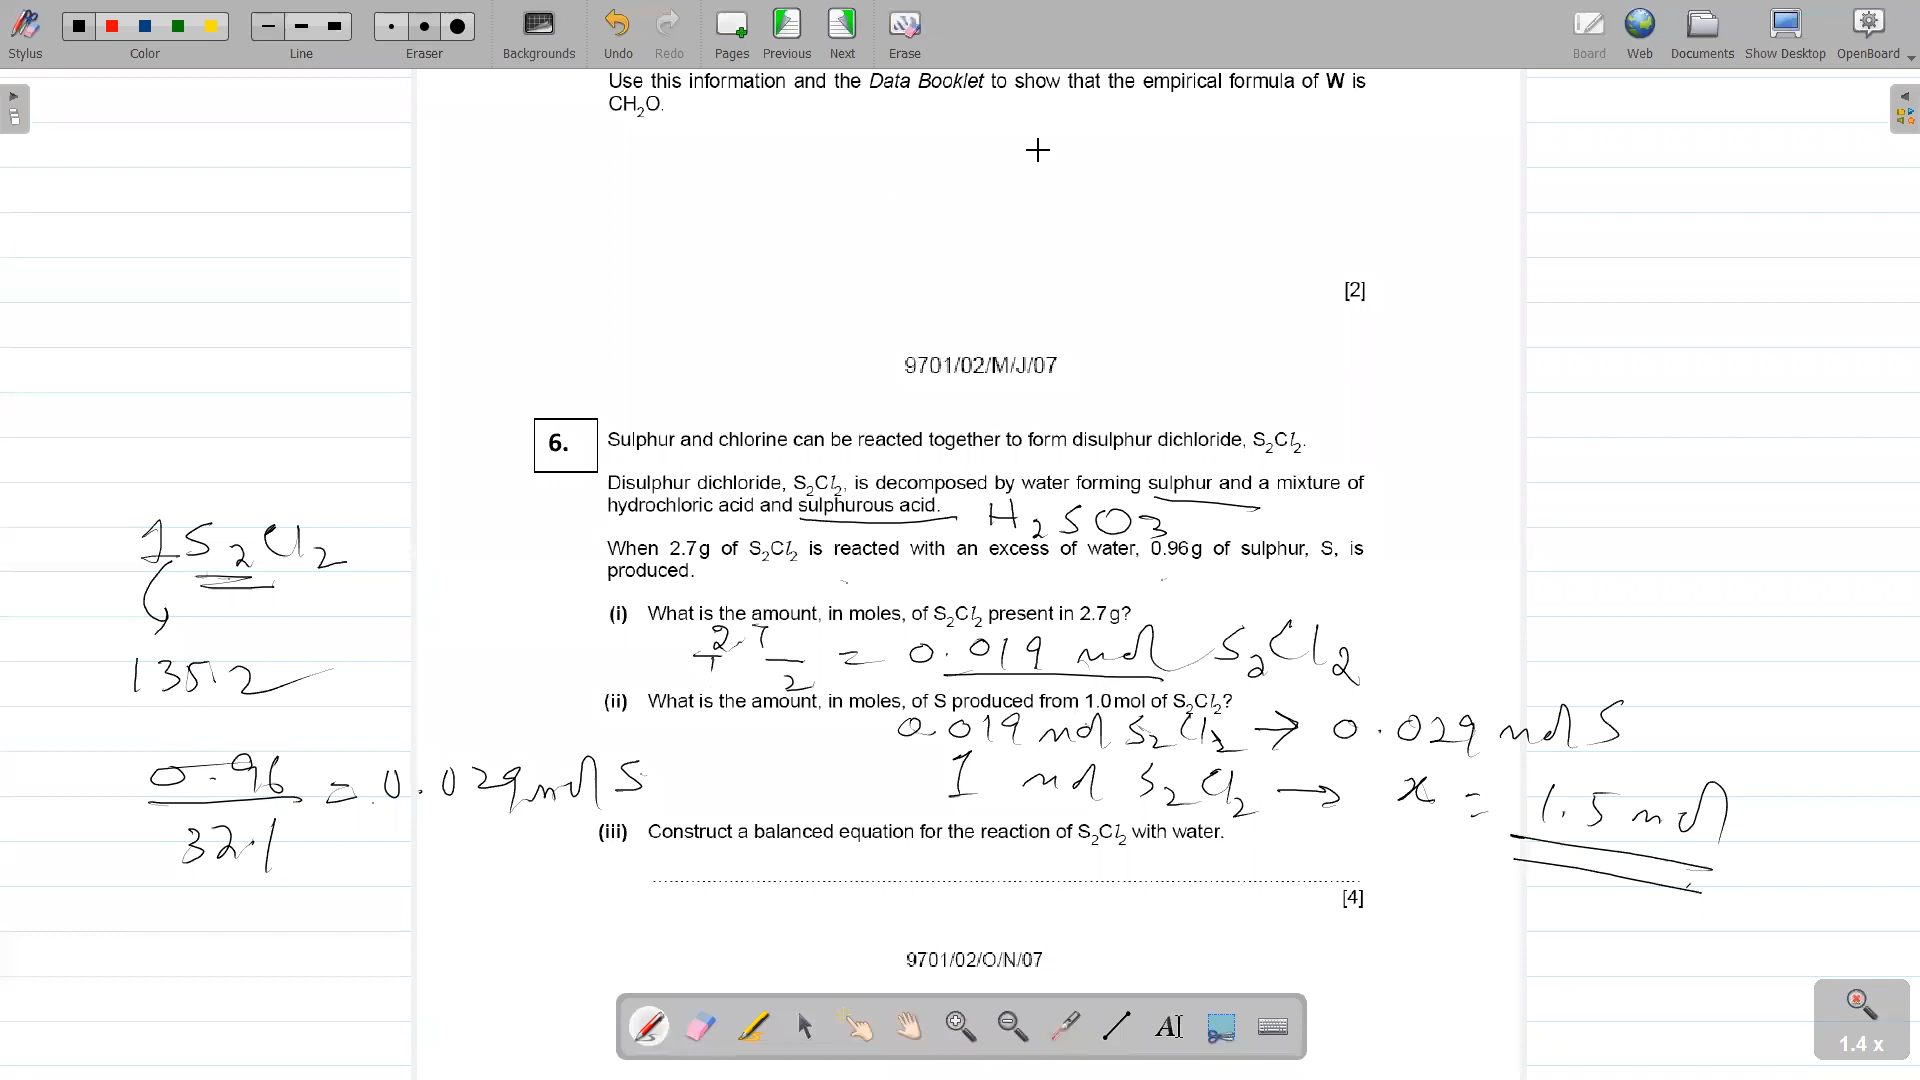 Stylus Color Line Eraser Backgrounds Undo Redo Pages Previous Next Erase Board Web Documents Show Desktop OpenBoard
Use this information and the Data Booklet to show that the empirical formula of W is
CH₂O.
[2]
9701/02/M/J/07
6. Sulphur and chlorine can be reacted together to form disulphur dichloride, S₂Cl₂.
Disulphur dichloride, S₂Cl₂, is decomposed by water forming sulphur and a mixture of
hydrochloric acid and sulphurous acid. H₂SO₃
When 2.7g of S₂Cl₂ is reacted with an excess of water, 0.96g of sulphur, S, is
produced.
1S₂Cl₂
135.2
(i) What is the amount, in moles, of S₂Cl₂ present in 2.7g?
= 0.019 mol S₂Cl₂
(ii) What is the amount, in moles, of S produced from 1.0mol of S₂Cl₂?
0.019 mol S₂Cl₂ → 0.029 mol S
1 mol S₂Cl₂ → x = 1.5 mol
0.96
32.1
= 0.029 mol S
(iii) Construct a balanced equation for the reaction of S₂Cl₂ with water.
[4]
9701/02/O/N/07
1.4 x